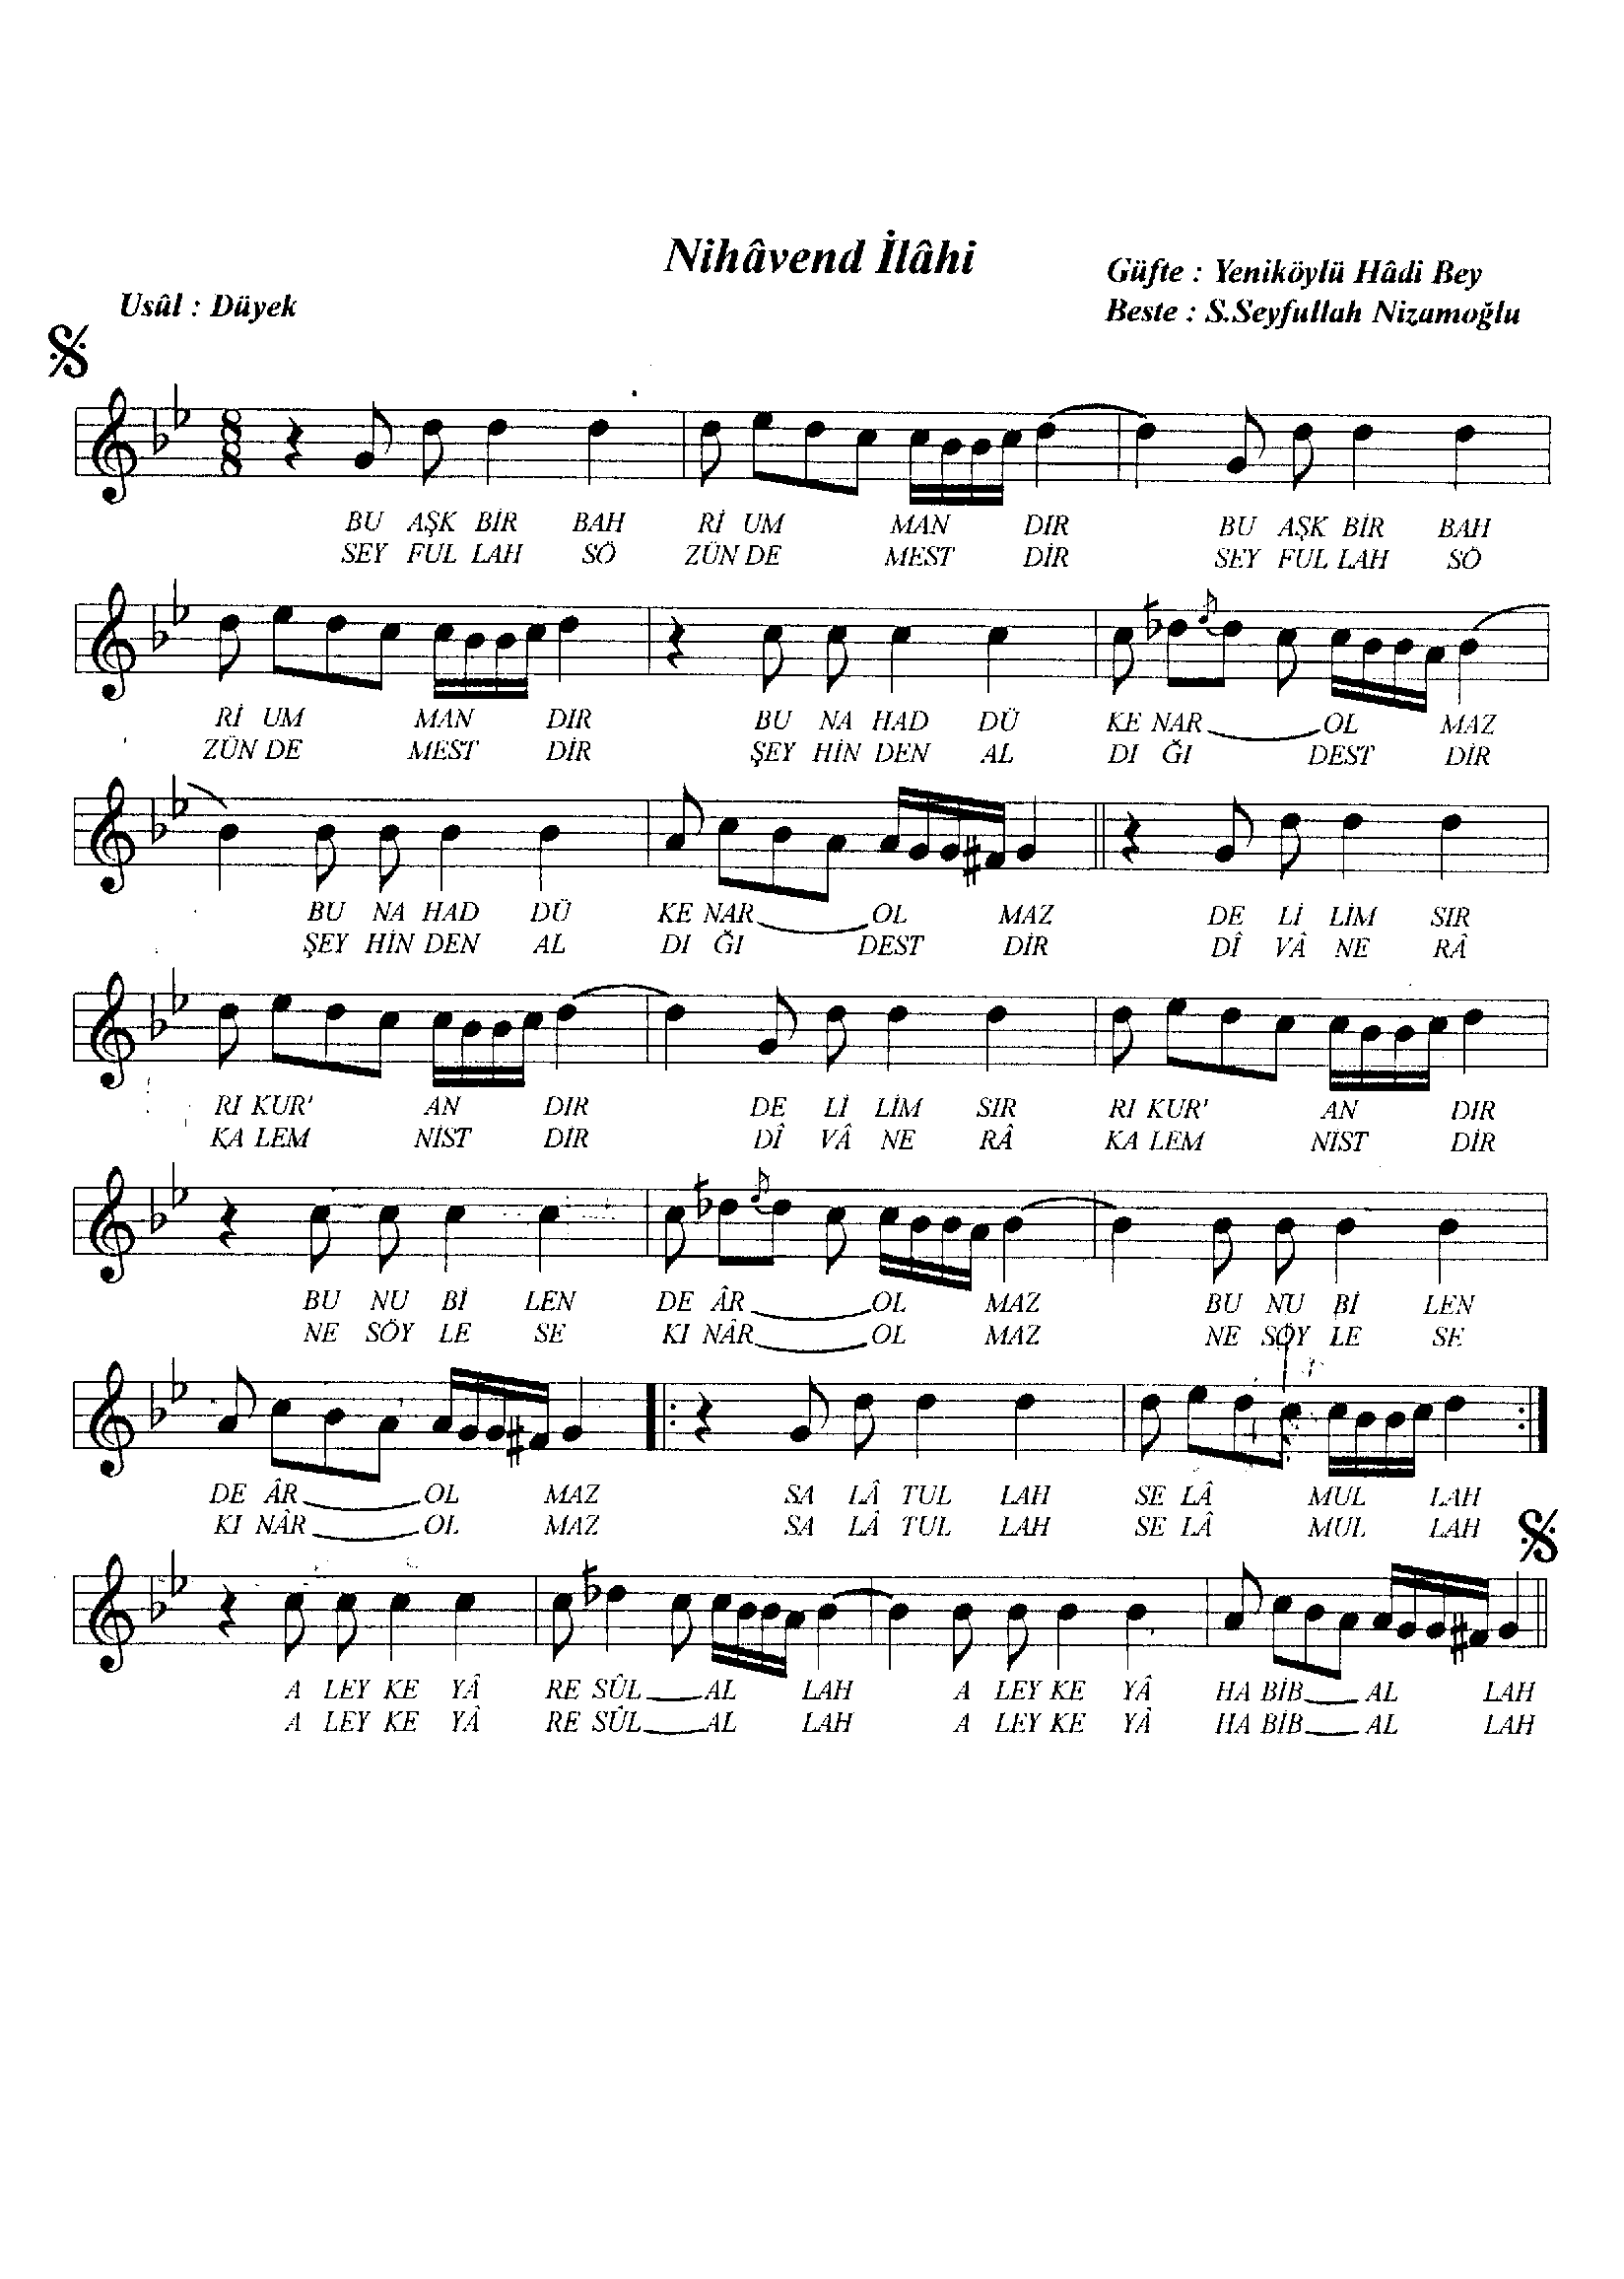 Nihâvend İlâhi
Güfte : Yeniköylü Hâdi Bey
Usûl : Düyek
Beste : S.Seyfullah Nizamoğlu
8
8
BU AŞK BİR BAH Rİ UM MAN DIR BU AŞK BİR BAH
SEY FUL LAH SÖ ZÜN DE MEST DİR SEY FUL LAH SÖ
Rİ UM MAN DIR BU NA HAD DÜ KE NAR OL MAZ
ZÜN DE MEST DİR ŞEY HİN DEN AL DI ĞI DEST DİR
BU NA HAD DÜ KE NAR OL MAZ DE Lİ LİM SIR
ŞEY HİN DEN AL DI ĞI DEST DİR DÎ VÂ NE RÂ
RI KUR' AN DIR DE Lİ LİM SIR RI KUR' AN DIR
KA LEM NİST DİR DÎ VÂ NE RÂ KA LEM NİST DİR
BU NU Bİ LEN DE ÂR OL MAZ BU NU Bİ LEN
NE SÖY LE SE KI NÂR OL MAZ NE SÖY LE SE
DE ÂR OL MAZ SA LÂ TUL LAH SE LÂ MUL LAH
KI NÂR OL MAZ SA LÂ TUL LAH SE LÂ MUL LAH
A LEY KE YÂ RE SÛL AL LAH A LEY KE YÂ HA BİB AL LAH
A LEY KE YÂ RE SÛL AL LAH A LEY KE YÂ HA BİB AL LAH